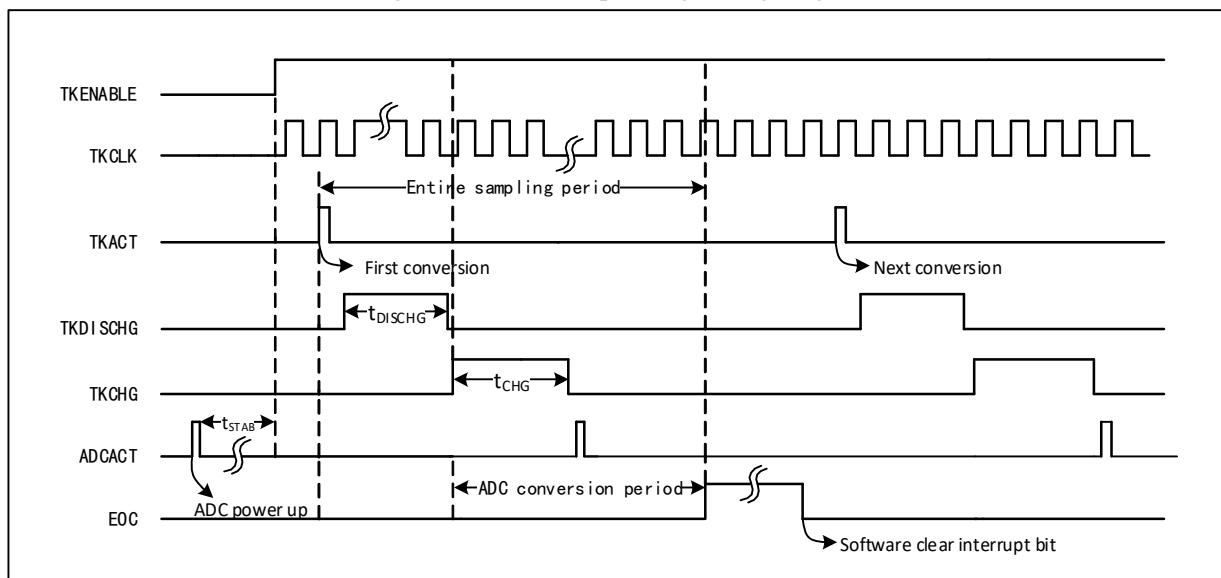 TKENABLE
TKCLK
Entire sampling period
TKACT
First conversion
Next conversion
TKDISCHG
tDISCHG
TKCHG
tCHG
tSTAB
ADCACT
ADC conversion period
ADC power up
EOC
Software clear interrupt bit